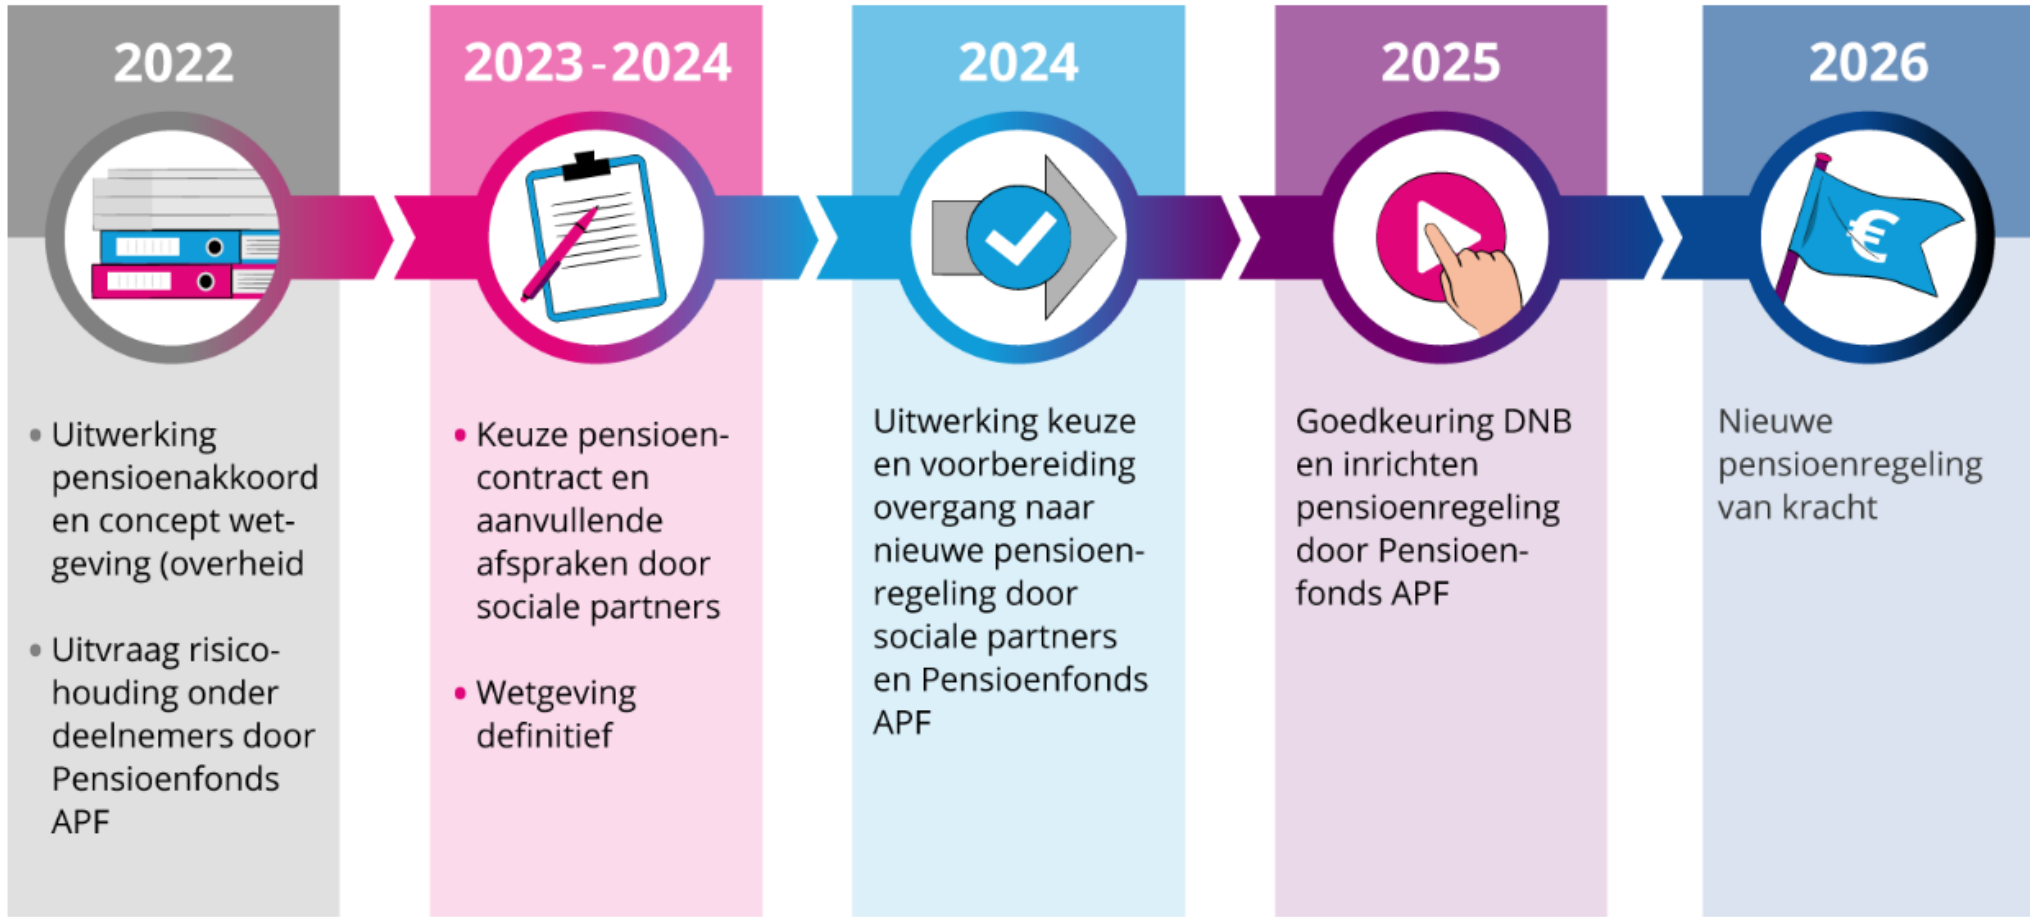 2022
• Uitwerking
pensioenakkoord
en concept wet-
geving (overheid
• Uitvraag risico-
houding onder
deelnemers door
Pensioenfonds
APF
2023-2024
• Keuze pensioen-
contract en
aanvullende
afspraken door
sociale partners
• Wetgeving
definitief
2024
Uitwerking keuze
en voorbereiding
overgang naar
nieuwe pensioen-
regeling door
sociale partners
en Pensioenfonds
APF
2025
Goedkeuring DNB
en inrichten
pensioenregeling
door Pensioen-
fonds APF
2026
€
Nieuwe
pensioenregeling
van kracht